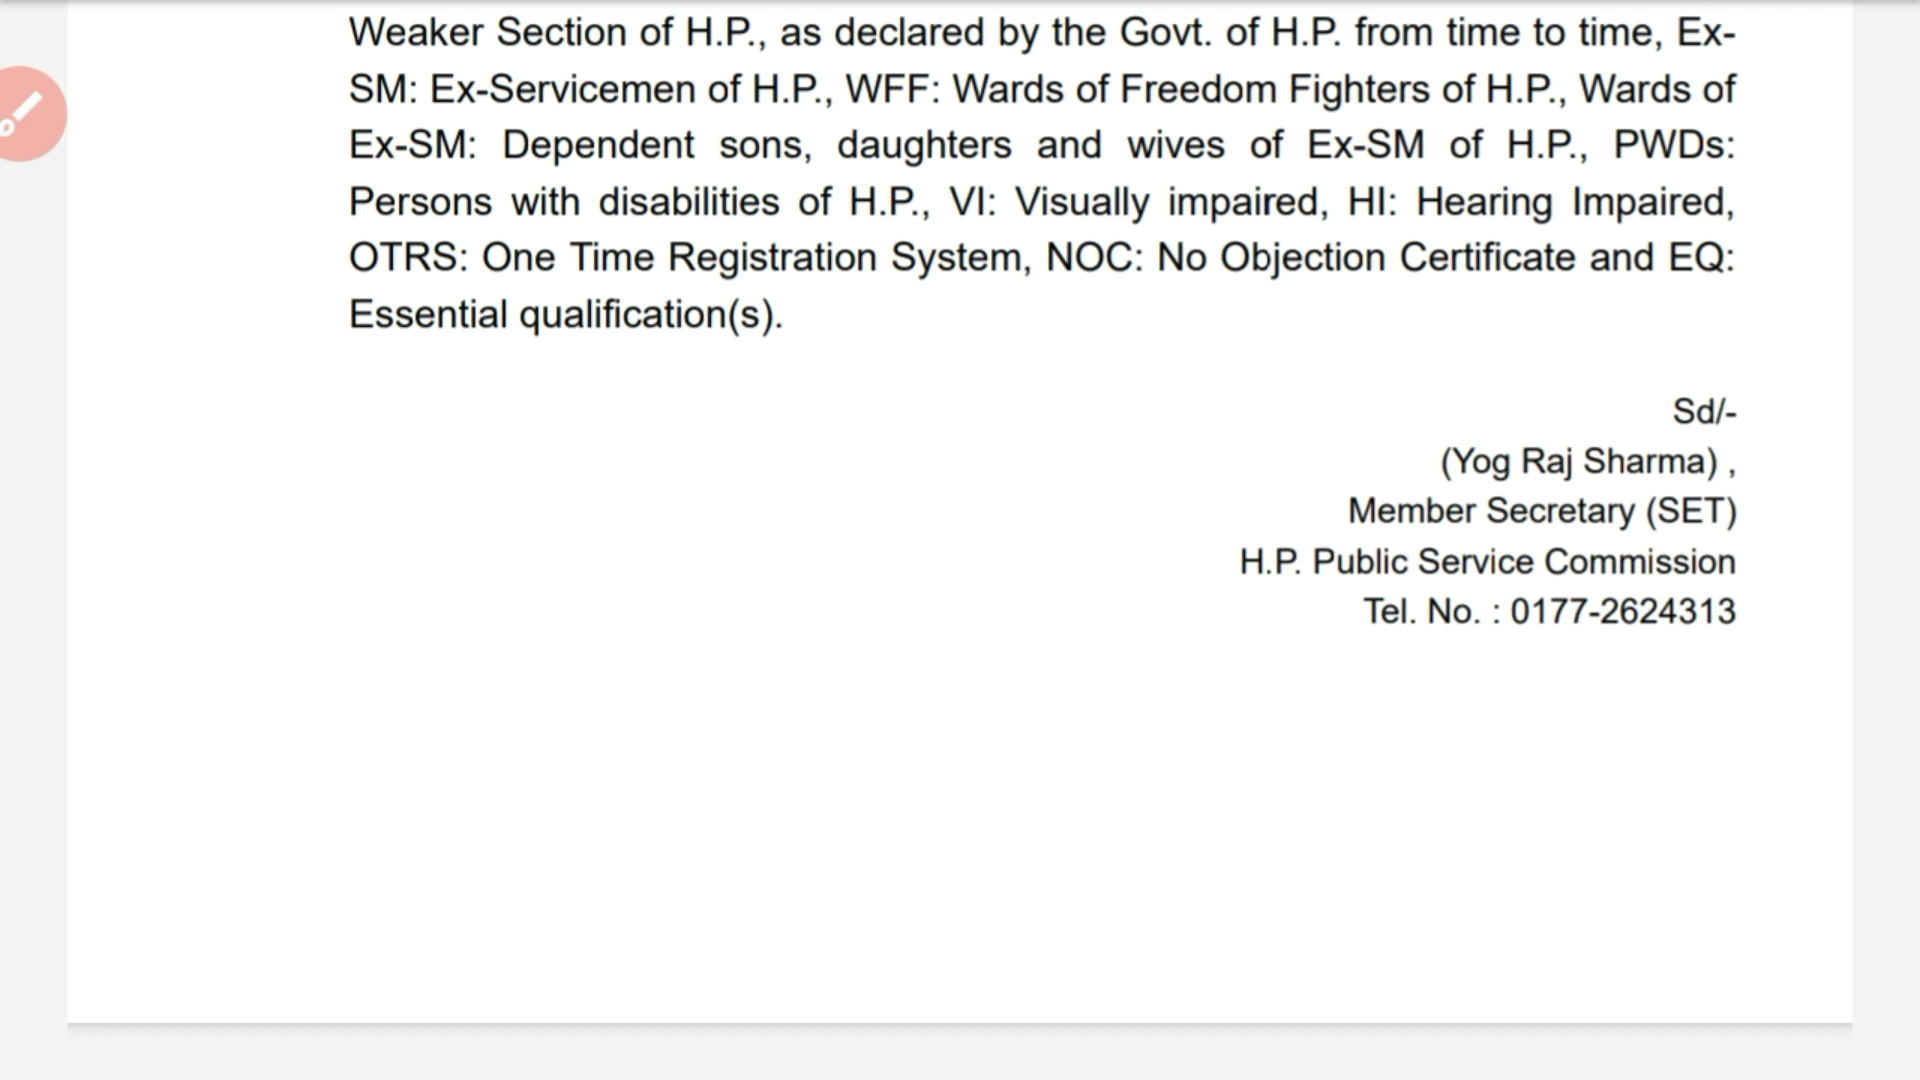 Weaker Section of H.P., as declared by the Govt. of H.P. from time to time, Ex-
SM: Ex-Servicemen of H.P., WFF: Wards of Freedom Fighters of H.P., Wards of
Ex-SM: Dependent sons, daughters and wives of Ex-SM of H.P., PWDs:
Persons with disabilities of H.P., VI: Visually impaired, HI: Hearing Impaired,
OTRS: One Time Registration System, NOC: No Objection Certificate and EQ:
Essential qualification(s).
Sd/-
(Yog Raj Sharma) ,
Member Secretary (SET)
H.P. Public Service Commission
Tel. No. : 0177-2624313